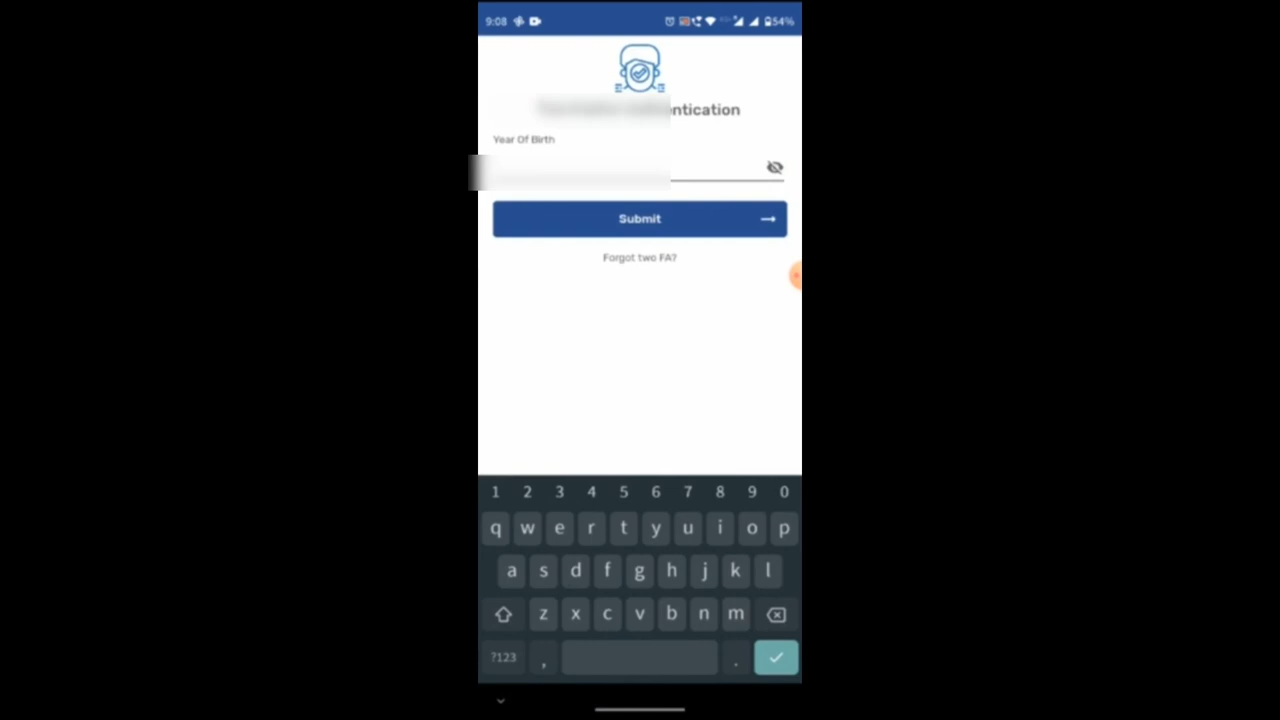 9:08 54%
ntication
Year Of Birth
Submit
Forgot two FA?
1 2 3 4 5 6 7 8 9 0
q w e r t y u i o p
a s d f g h j k l
z x c v b n m
?123 , .